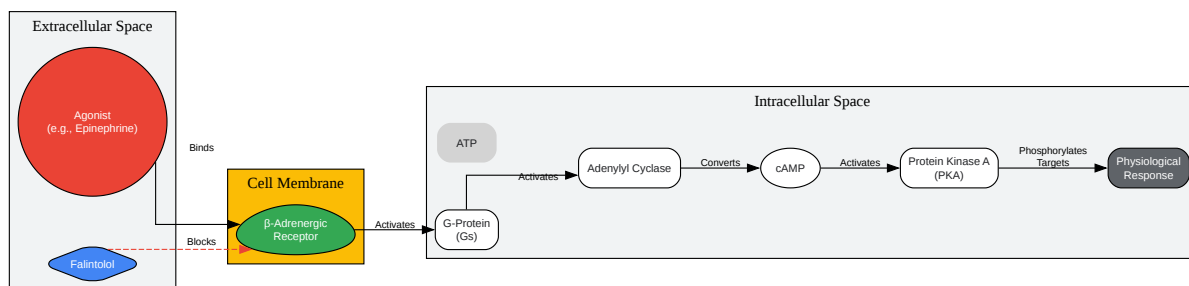 Extracellular Space
Agonist
(e.g., Epinephrine)
Binds
Falintolol
Blocks
Cell Membrane
β-Adrenergic
Receptor
Activates
Intracellular Space
ATP
G-Protein
(Gs)
Activates
Adenylyl Cyclase
Converts
cAMP
Activates
Protein Kinase A
(PKA)
Phosphorylates
Targets
Physiological
Response